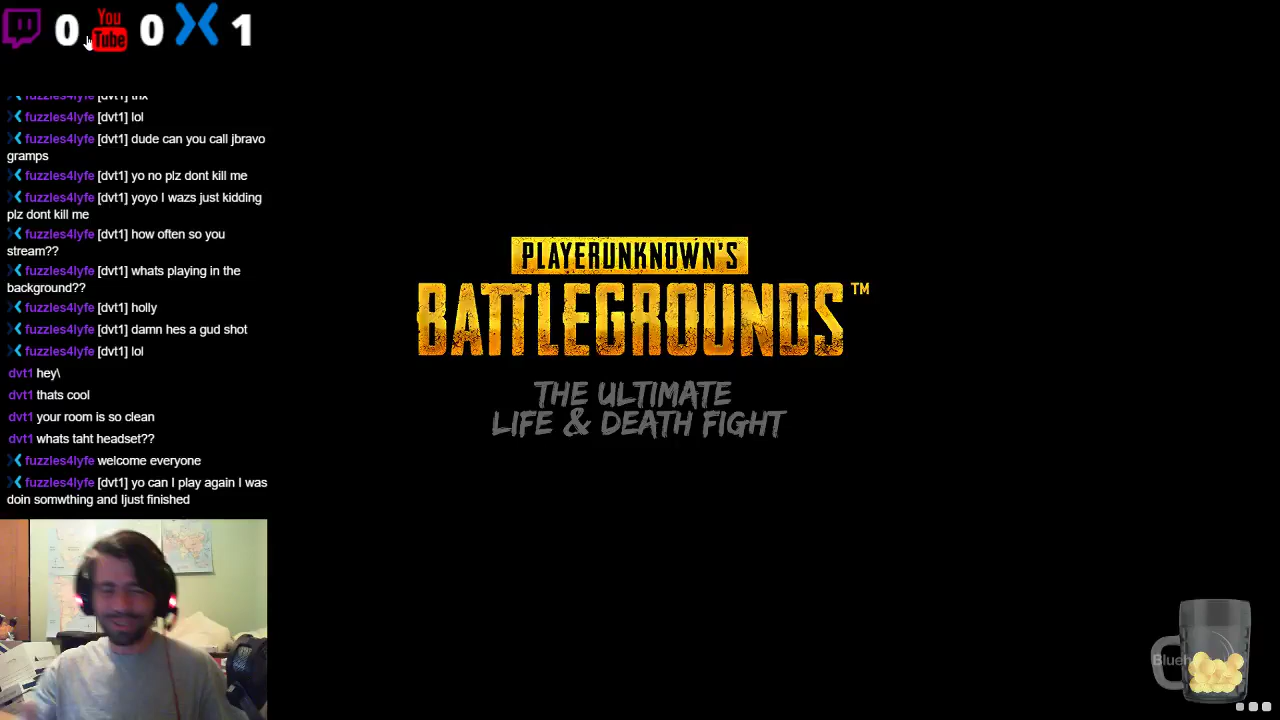 0 You Tube 0 1
fuzzles4lyfe [dvt1] thx
fuzzles4lyfe [dvt1] lol
fuzzles4lyfe [dvt1] dude can you call jbravo
gramps
fuzzles4lyfe [dvt1] yo no plz dont kill me
fuzzles4lyfe [dvt1] yoyo I wazs just kidding
plz dont kill me
fuzzles4lyfe [dvt1] how often so you
stream??
fuzzles4lyfe [dvt1] whats playing in the
background??
fuzzles4lyfe [dvt1] holly
fuzzles4lyfe [dvt1] damn hes a gud shot
fuzzles4lyfe [dvt1] lol
dvt1 hey\
dvt1 thats cool
dvt1 your room is so clean
dvt1 whats taht headset??
fuzzles4lyfe welcome everyone
fuzzles4lyfe [dvt1] yo can I play again I was
doin somwthing and Ijust finished
PLAYERUNKNOWN'S
BATTLEGROUNDS™
THE ULTIMATE
LIFE & DEATH FIGHT